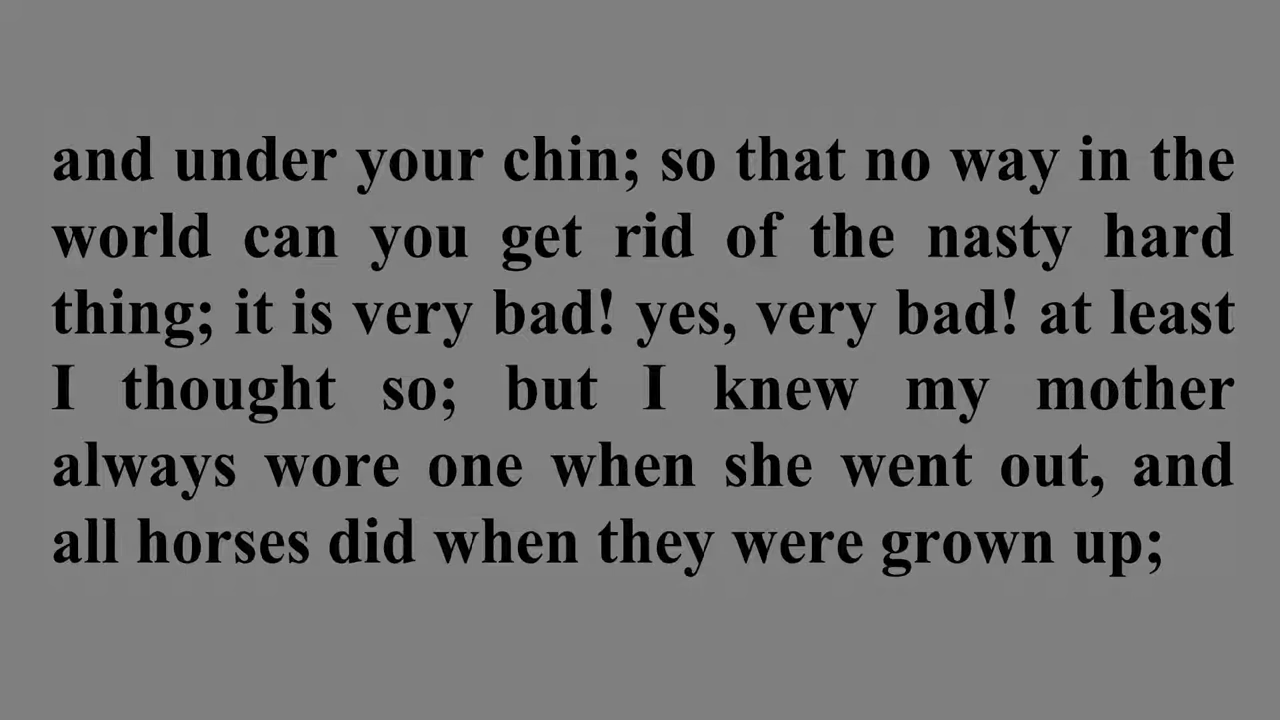 and under your chin; so that no way in the
world can you get rid of the nasty hard
thing; it is very bad! yes, very bad! at least
I thought so; but I knew my mother
always wore one when she went out, and
all horses did when they were grown up;